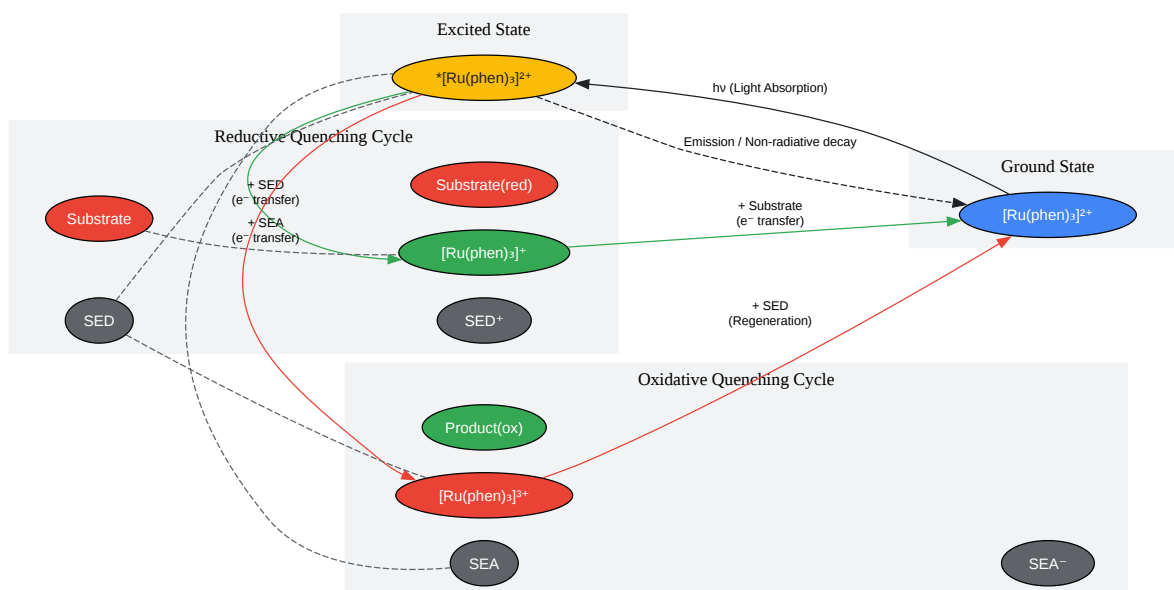 Excited State
*[Ru(phen)₃]²⁺
hν (Light Absorption)
Reductive Quenching Cycle
Emission / Non-radiative decay
Ground State
Substrate(red)
+ SED
(e⁻ transfer)
Substrate
+ Substrate
(e⁻ transfer)
[Ru(phen)₃]²⁺
+ SEA
(e⁻ transfer)
[Ru(phen)₃]⁺
SED
SED⁺
+ SED
(Regeneration)
Oxidative Quenching Cycle
Product(ox)
[Ru(phen)₃]³⁺
SEA
SEA⁻